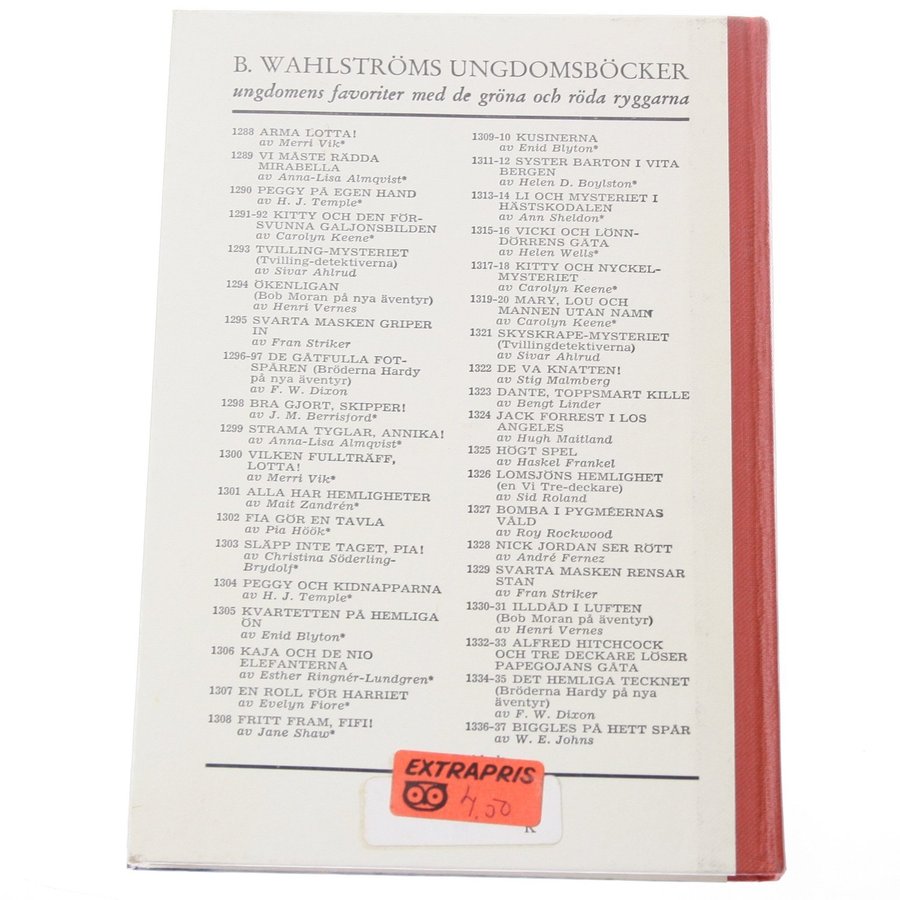 B. WAHLSTRÖMS UNGDOMSBÖCKER
ungdomens favoriter med de gröna och röda ryggarna
1288 ARMA LOTTA!
av Merri Vik*
1289 VI MÅSTE RÄDDA
MIRABELLA
av Anna-Lisa Almqvist*
1290 PEGGY PÅ EGEN HAND
av H. J. Temple*
1291-92 KITTY OCH DEN FÖR-
SVUNNA GALJONSBILDEN
av Carolyn Keene*
1293 TVILLING-MYSTERIET
(Tvilling-detektiverna)
av Sivar Ahlrud
1294 ÖKENLIGAN
(Bob Moran på nya äventyr)
av Henri Vernes
1295 SVARTA MASKEN GRIPER
IN
av Fran Striker
1296-97 DE GÅTFULLA FOT-
SPÅREN (Bröderna Hardy
på nya äventyr)
av F. W. Dixon
1298 BRA GJORT, SKIPPER!
av J. M. Berrisford*
1299 STRAMA TYGLAR, ANNIKA!
av Anna-Lisa Almqvist*
1300 VILKEN FULLTRÄFF,
LOTTA!
av Merri Vik*
1301 ALLA HAR HEMLIGHETER
av Mait Zandrén*
1302 FIA GÖR EN TAVLA
av Pia Höök*
1303 SLÄPP INTE TAGET, PIA!
av Christina Söderling-
Brydolf*
1304 PEGGY OCH KIDNAPPARNA
av H. J. Temple*
1305 KVARTETTEN PÅ HEMLIGA
ÖN
av Enid Blyton*
1306 KAJA OCH DE NIO
ELEFANTERNA
av Esther Ringnér-Lundgren*
1307 EN ROLL FÖR HARRIET
av Evelyn Fiore*
1308 FRITT FRAM, FIFI!
av Jane Shaw*
1309-10 KUSINERNA
av Enid Blyton*
1311-12 SYSTER BARTON I VITA
BERGEN
av Helen D. Boylston*
1313-14 LI OCH MYSTERIET I
HÄSTSKODALEN
av Ann Sheldon*
1315-16 VICKI OCH LÖNN-
DÖRRENS GÅTA
av Helen Wells*
1317-18 KITTY OCH NYCKEL-
MYSTERIET
av Carolyn Keene*
1319-20 MARY, LOU OCH
MANNEN UTAN NAMN
av Carolyn Keene*
1321 SKYSKRAPE-MYSTERIET
(Tvillingdetektiverna)
av Sivar Ahlrud
1322 DE VA KNATTEN!
av Stig Malmberg
1323 DANTE, TOPPSMART KILLE
av Bengt Linder
1324 JACK FORREST I LOS
ANGELES
av Hugh Maitland
1325 HÖGT SPEL
av Haskel Frankel
1326 LOMSJÖNS HEMLIGHET
(en Vi Tre-deckare)
av Sid Roland
1327 BOMBA I PYGMÉERNAS
VÅLD
av Roy Rockwood
1328 NICK JORDAN SER RÖTT
av André Fernez
1329 SVARTA MASKEN RENSAR
STAN
av Fran Striker
1330-31 ILLDÅD I LUFTEN
(Bob Moran på äventyr)
av Henri Vernes
1332-33 ALFRED HITCHCOCK
OCH TRE DECKARE LÖSER
PAPEGOJANS GÅTA
1334-35 DET HEMLIGA TECKNET
(Bröderna Hardy på nya
äventyr)
av F. W. Dixon
1336-37 BIGGLES PÅ HETT SPÅR
av W. E. Johns
EXTRAPRIS
4,50
K